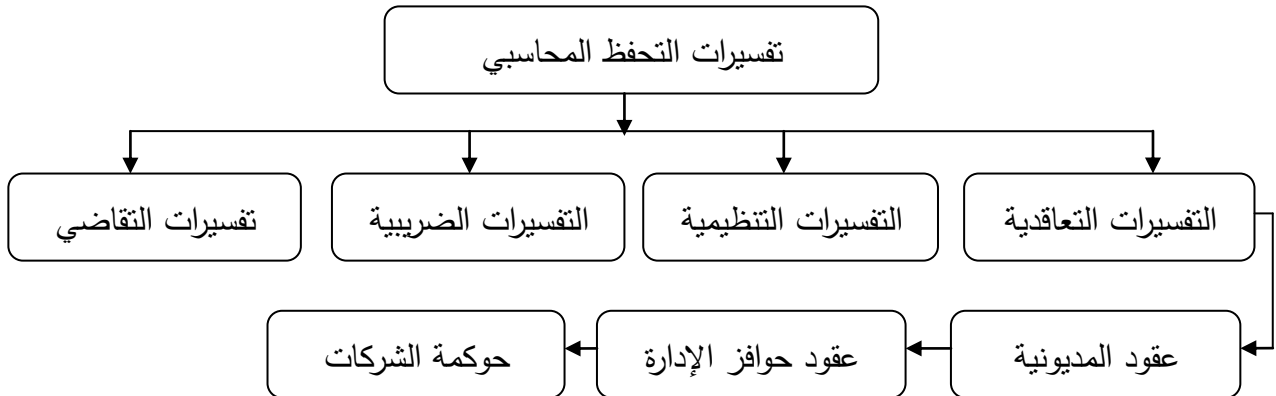 تفسيرات التحفظ المحاسبي
التفسيرات التعاقدية
التفسيرات التنظيمية
التفسيرات الضريبية
تفسيرات التقاضي
عقود المديونية
عقود حوافز الإدارة
حوكمة الشركات